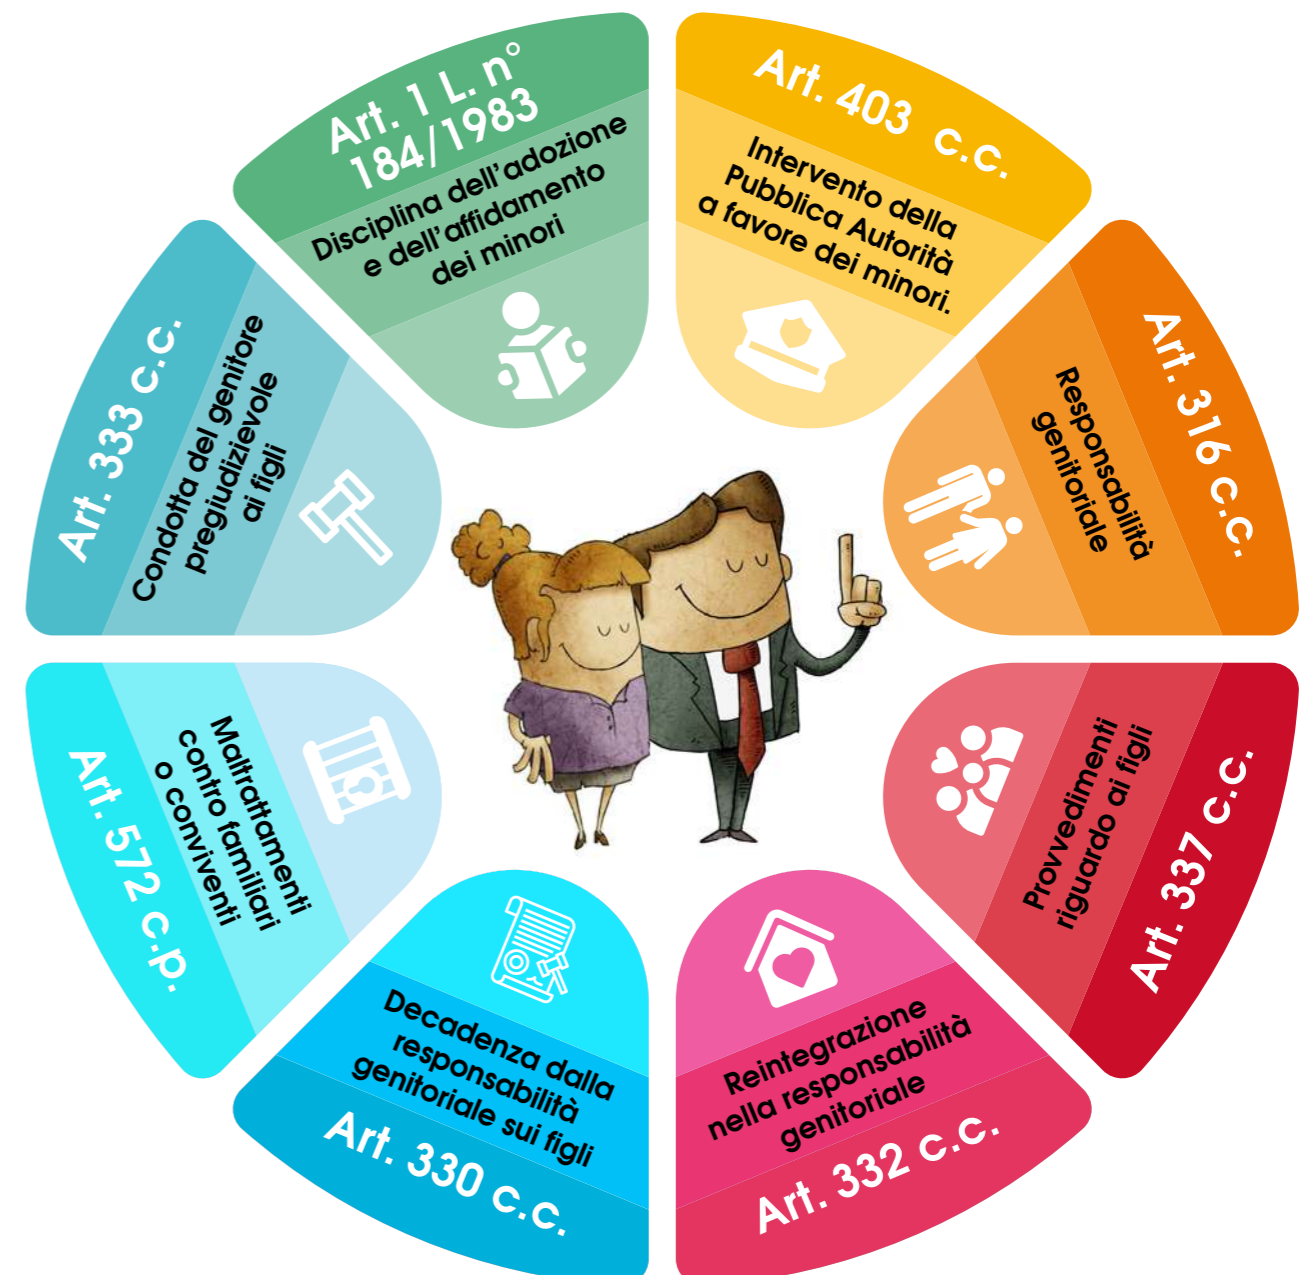 Art. 1 L. n°
184/1983
Disciplina dell'adozione
e dell'affidamento
dei minori
Art. 403 c.c.
Intervento della
Pubblica Autorità
a favore dei minori.
Art. 316 c.c.
Responsabilità
genitoriale
Art. 337 c.c.
Provvedimenti
riguardo ai figli
Art. 332 c.c.
Reintegrazione
nella responsabilità
genitoriale
Art. 330 c.c.
Decadenza dalla
responsabilità
genitoriale sui figli
Art. 572 c.p.
Maltrattamenti
contro familiari
o conviventi
Art. 333 c.c.
Condotta del genitore
pregiudizievole
ai figli